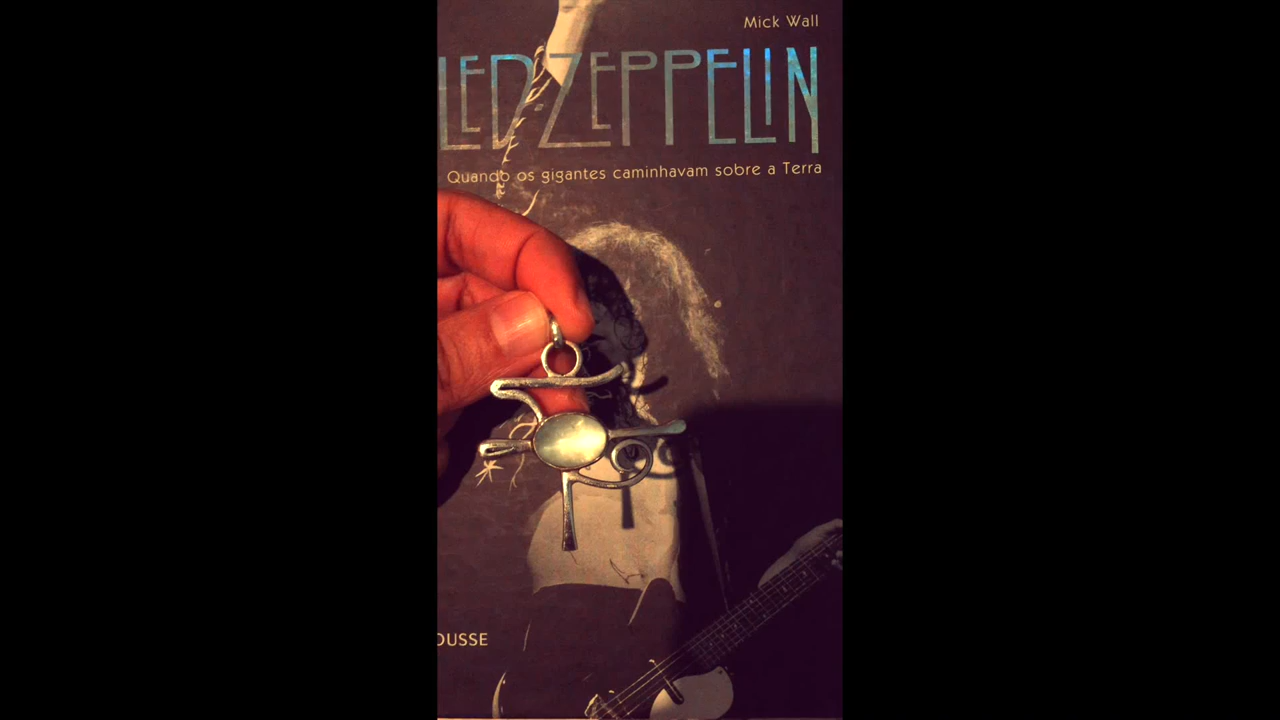 Mick Wall
LED ZEPPELIN
Quando os gigantes caminhavam sobre a Terra
OUSSE